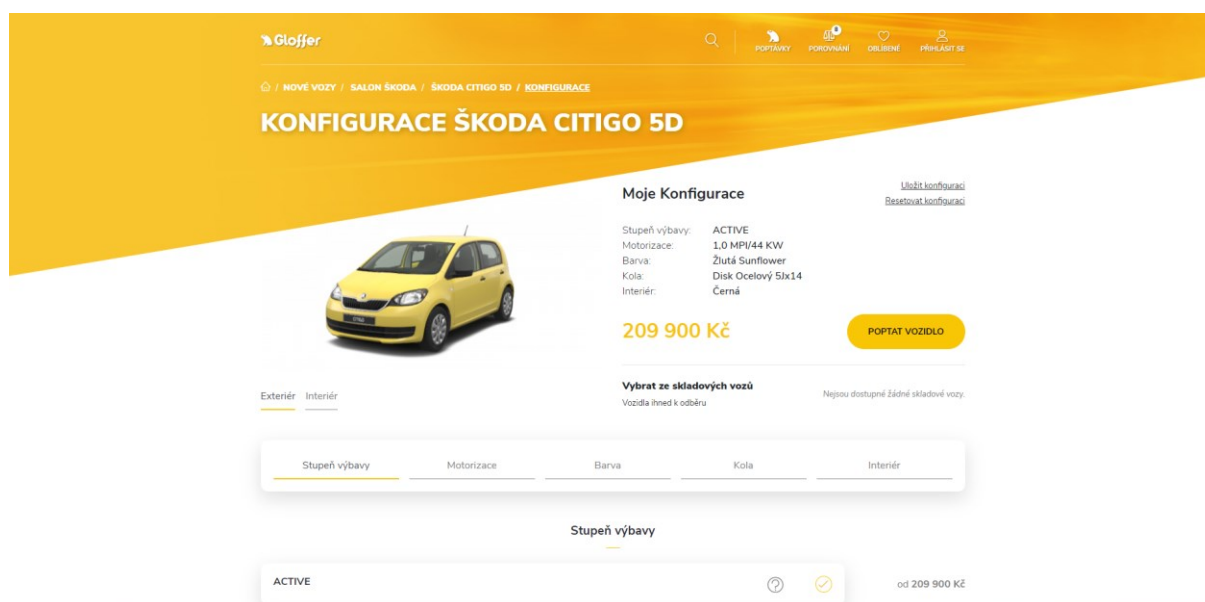 Gloffer
POPTÁVKY
0
POROVNÁNÍ
OBLÍBENÉ
PŘIHLÁSIT SE
/ NOVÉ VOZY / SALON ŠKODA / ŠKODA CITIGO 5D / KONFIGURACE
KONFIGURACE ŠKODA CITIGO 5D
Moje Konfigurace
Uložit konfiguraci
Resetovat konfiguraci
Stupeň výbavy: ACTIVE
Motorizace: 1,0 MPI/44 KW
Barva: Žlutá Sunflower
Kola: Disk Ocelový 5Jx14
Interiér: Černá
209 900 Kč
POPTAT VOZIDLO
Vybrat ze skladových vozů
Vozidla ihned k odběru
Nejsou dostupné žádné skladové vozy.
Exteriér Interiér
Stupeň výbavy Motorizace Barva Kola Interiér
Stupeň výbavy
ACTIVE ? od 209 900 Kč